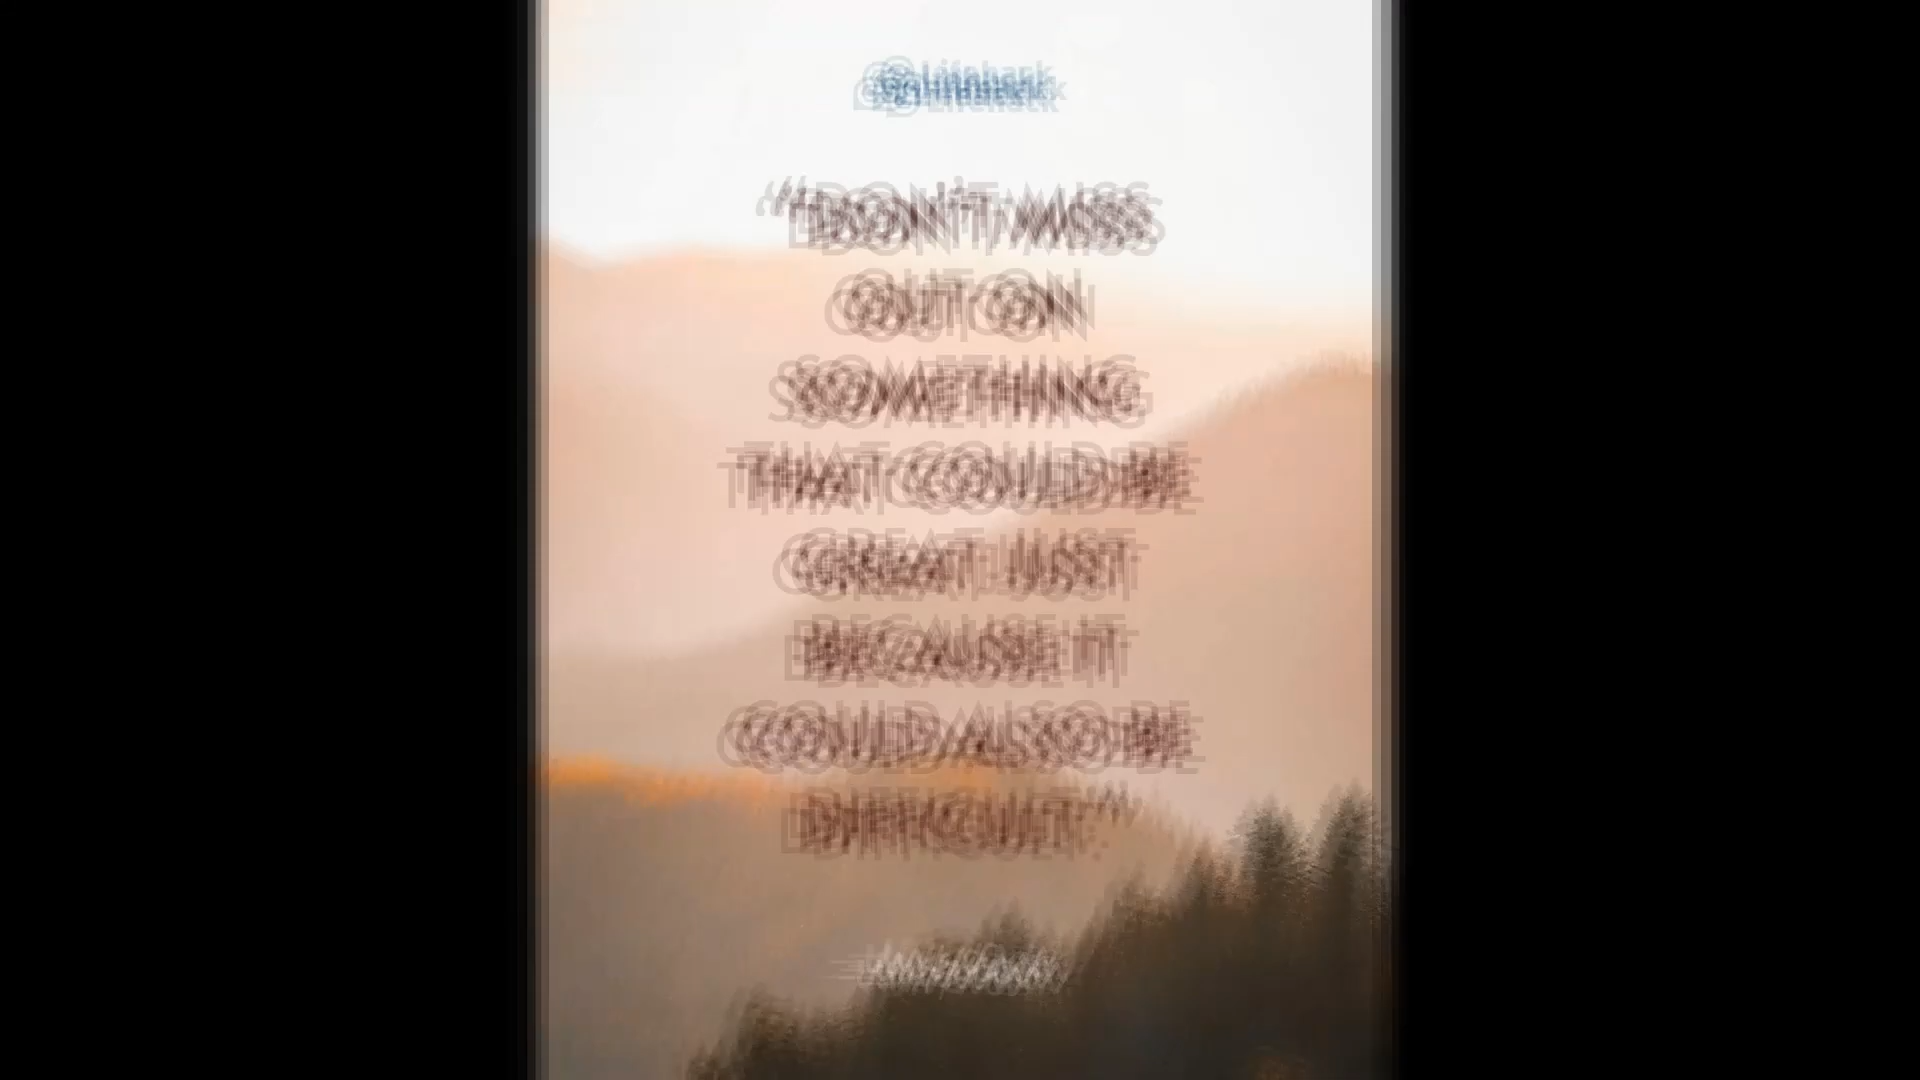 @Lifehack
“DON’T MISS
OUT ON
SOMETHING
THAT COULD BE
GREAT JUST
BECAUSE IT
COULD ALSO BE
DIFFICULT.”